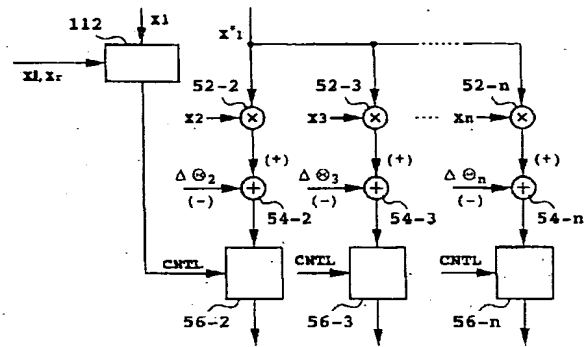 112 x1 x*1
x1,xr
52-2 52-3 52-n
x2 x3 xn
(+) (+) (+)
ΔΘ2 ΔΘ3 ΔΘn
(-) (-) (-)
54-2 54-3 54-n
CNTL CNTL CNTL
56-2 56-3 56-n